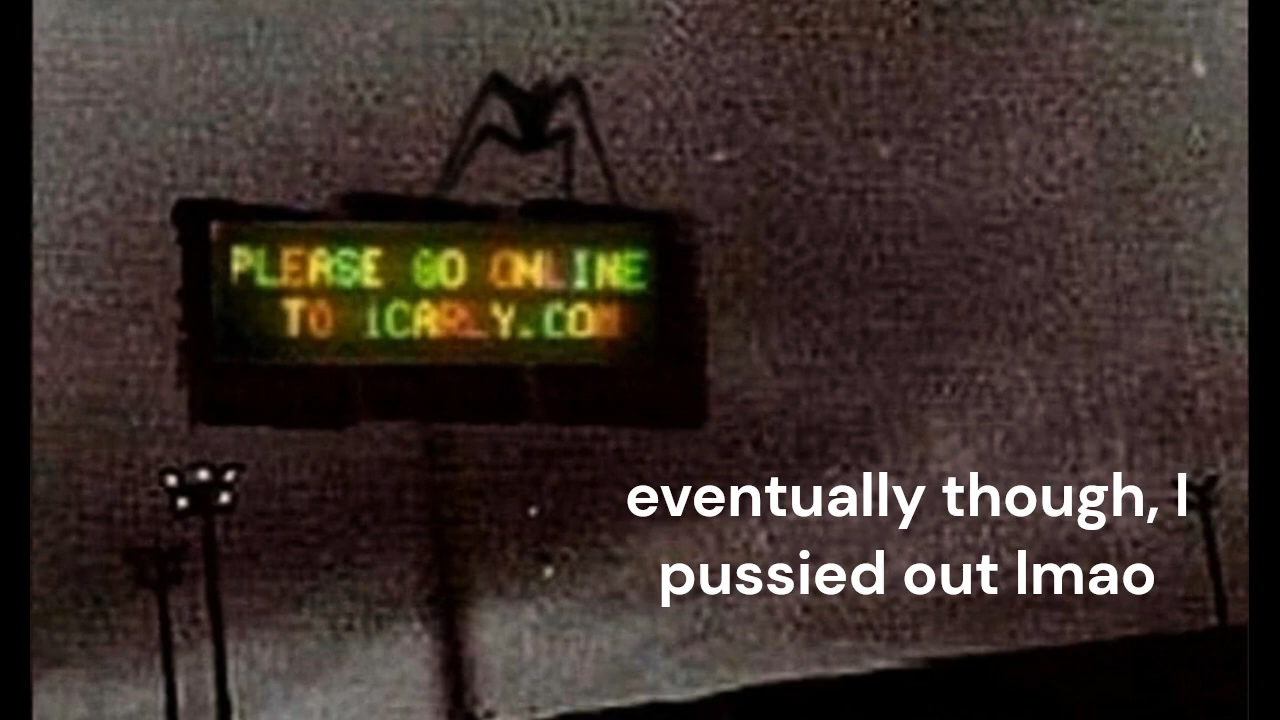 PLEASE GO ONLINE
TO iCARLY.COM
eventually though, I
pussied out lmao